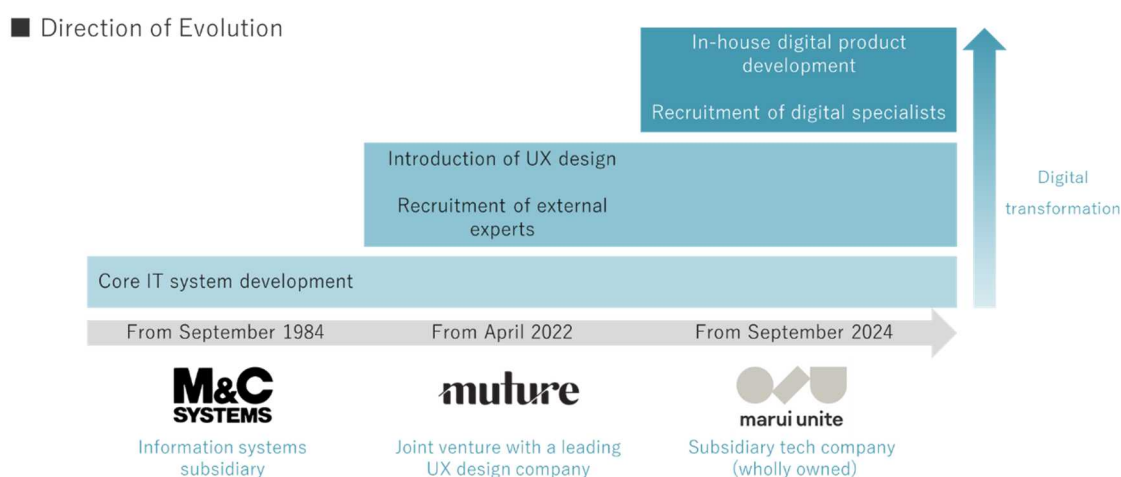 ■ Direction of Evolution
In-house digital product
development
Recruitment of digital specialists
Introduction of UX design
Recruitment of external
experts
Digital
transformation
Core IT system development
From September 1984
From April 2022
From September 2024
M&C
SYSTEMS
muture
marui unite
Information systems
subsidiary
Joint venture with a leading
UX design company
Subsidiary tech company
(wholly owned)